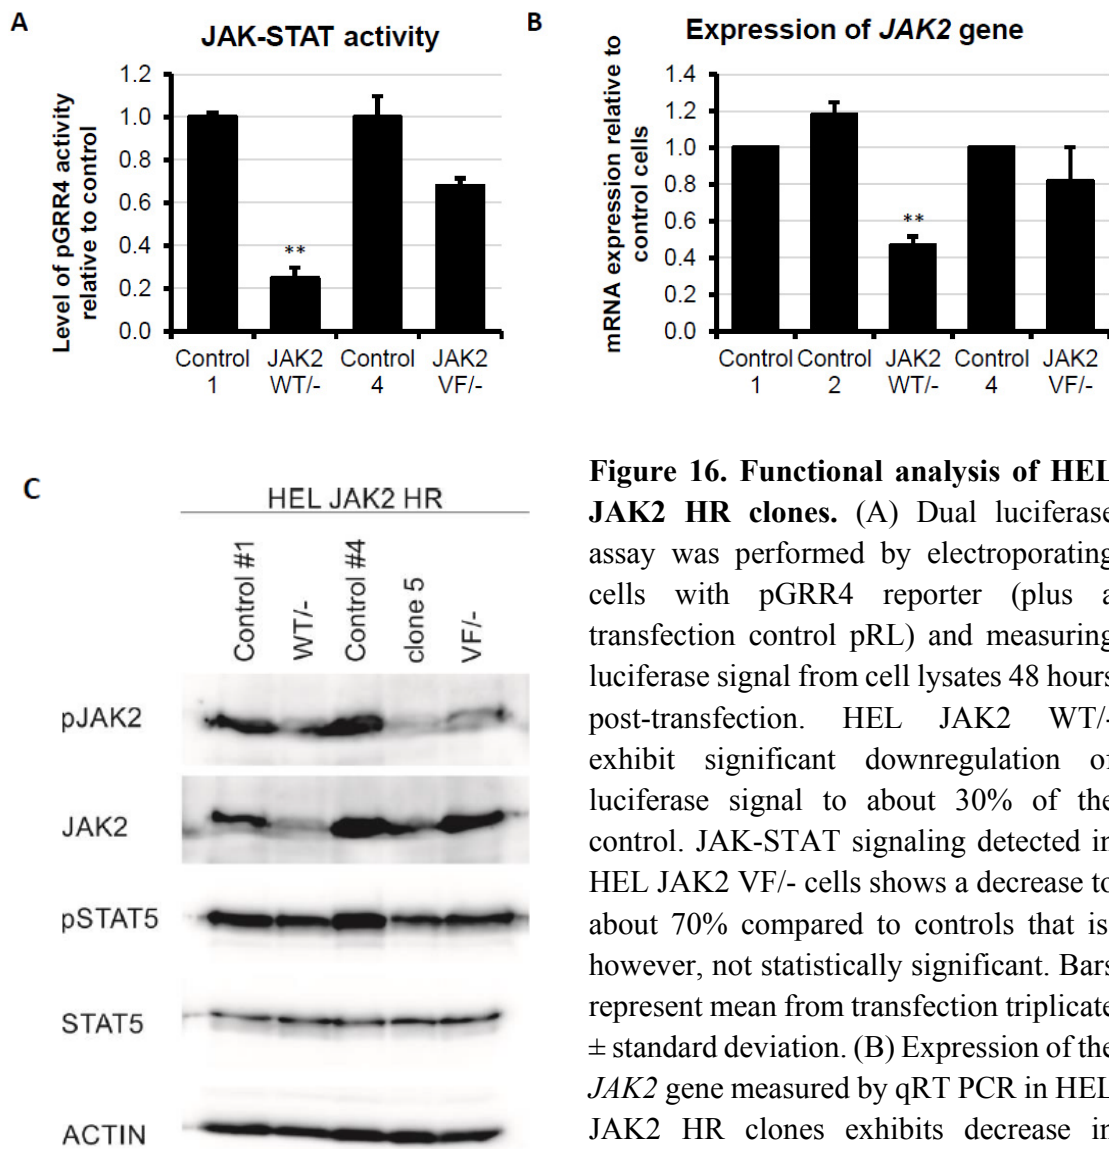 A
JAK-STAT activity
Level of pGRR4 activity
relative to control
1.2
1.0
0.8
0.6
0.4
0.2
0.0
**
Control JAK2 Control JAK2
1 WT/- 4 VF/-
B
Expression of JAK2 gene
mRNA expression relative to
control cells
1.4
1.2
1.0
0.8
0.6
0.4
0.2
0.0
**
Control Control JAK2 Control JAK2
1 2 WT/- 4 VF/-
C
HEL JAK2 HR
Control #1
WT/-
Control #4
clone 5
VF/-
pJAK2
JAK2
pSTAT5
STAT5
ACTIN
Figure 16. Functional analysis of HEL
JAK2 HR clones. (A) Dual luciferase
assay was performed by electroporating
cells with pGRR4 reporter (plus a
transfection control pRL) and measuring
luciferase signal from cell lysates 48 hours
post-transfection. HEL JAK2 WT/-
exhibit significant downregulation of
luciferase signal to about 30% of the
control. JAK-STAT signaling detected in
HEL JAK2 VF/- cells shows a decrease to
about 70% compared to controls that is,
however, not statistically significant. Bars
represent mean from transfection triplicate
± standard deviation. (B) Expression of the
JAK2 gene measured by qRT PCR in HEL
JAK2 HR clones exhibits decrease in